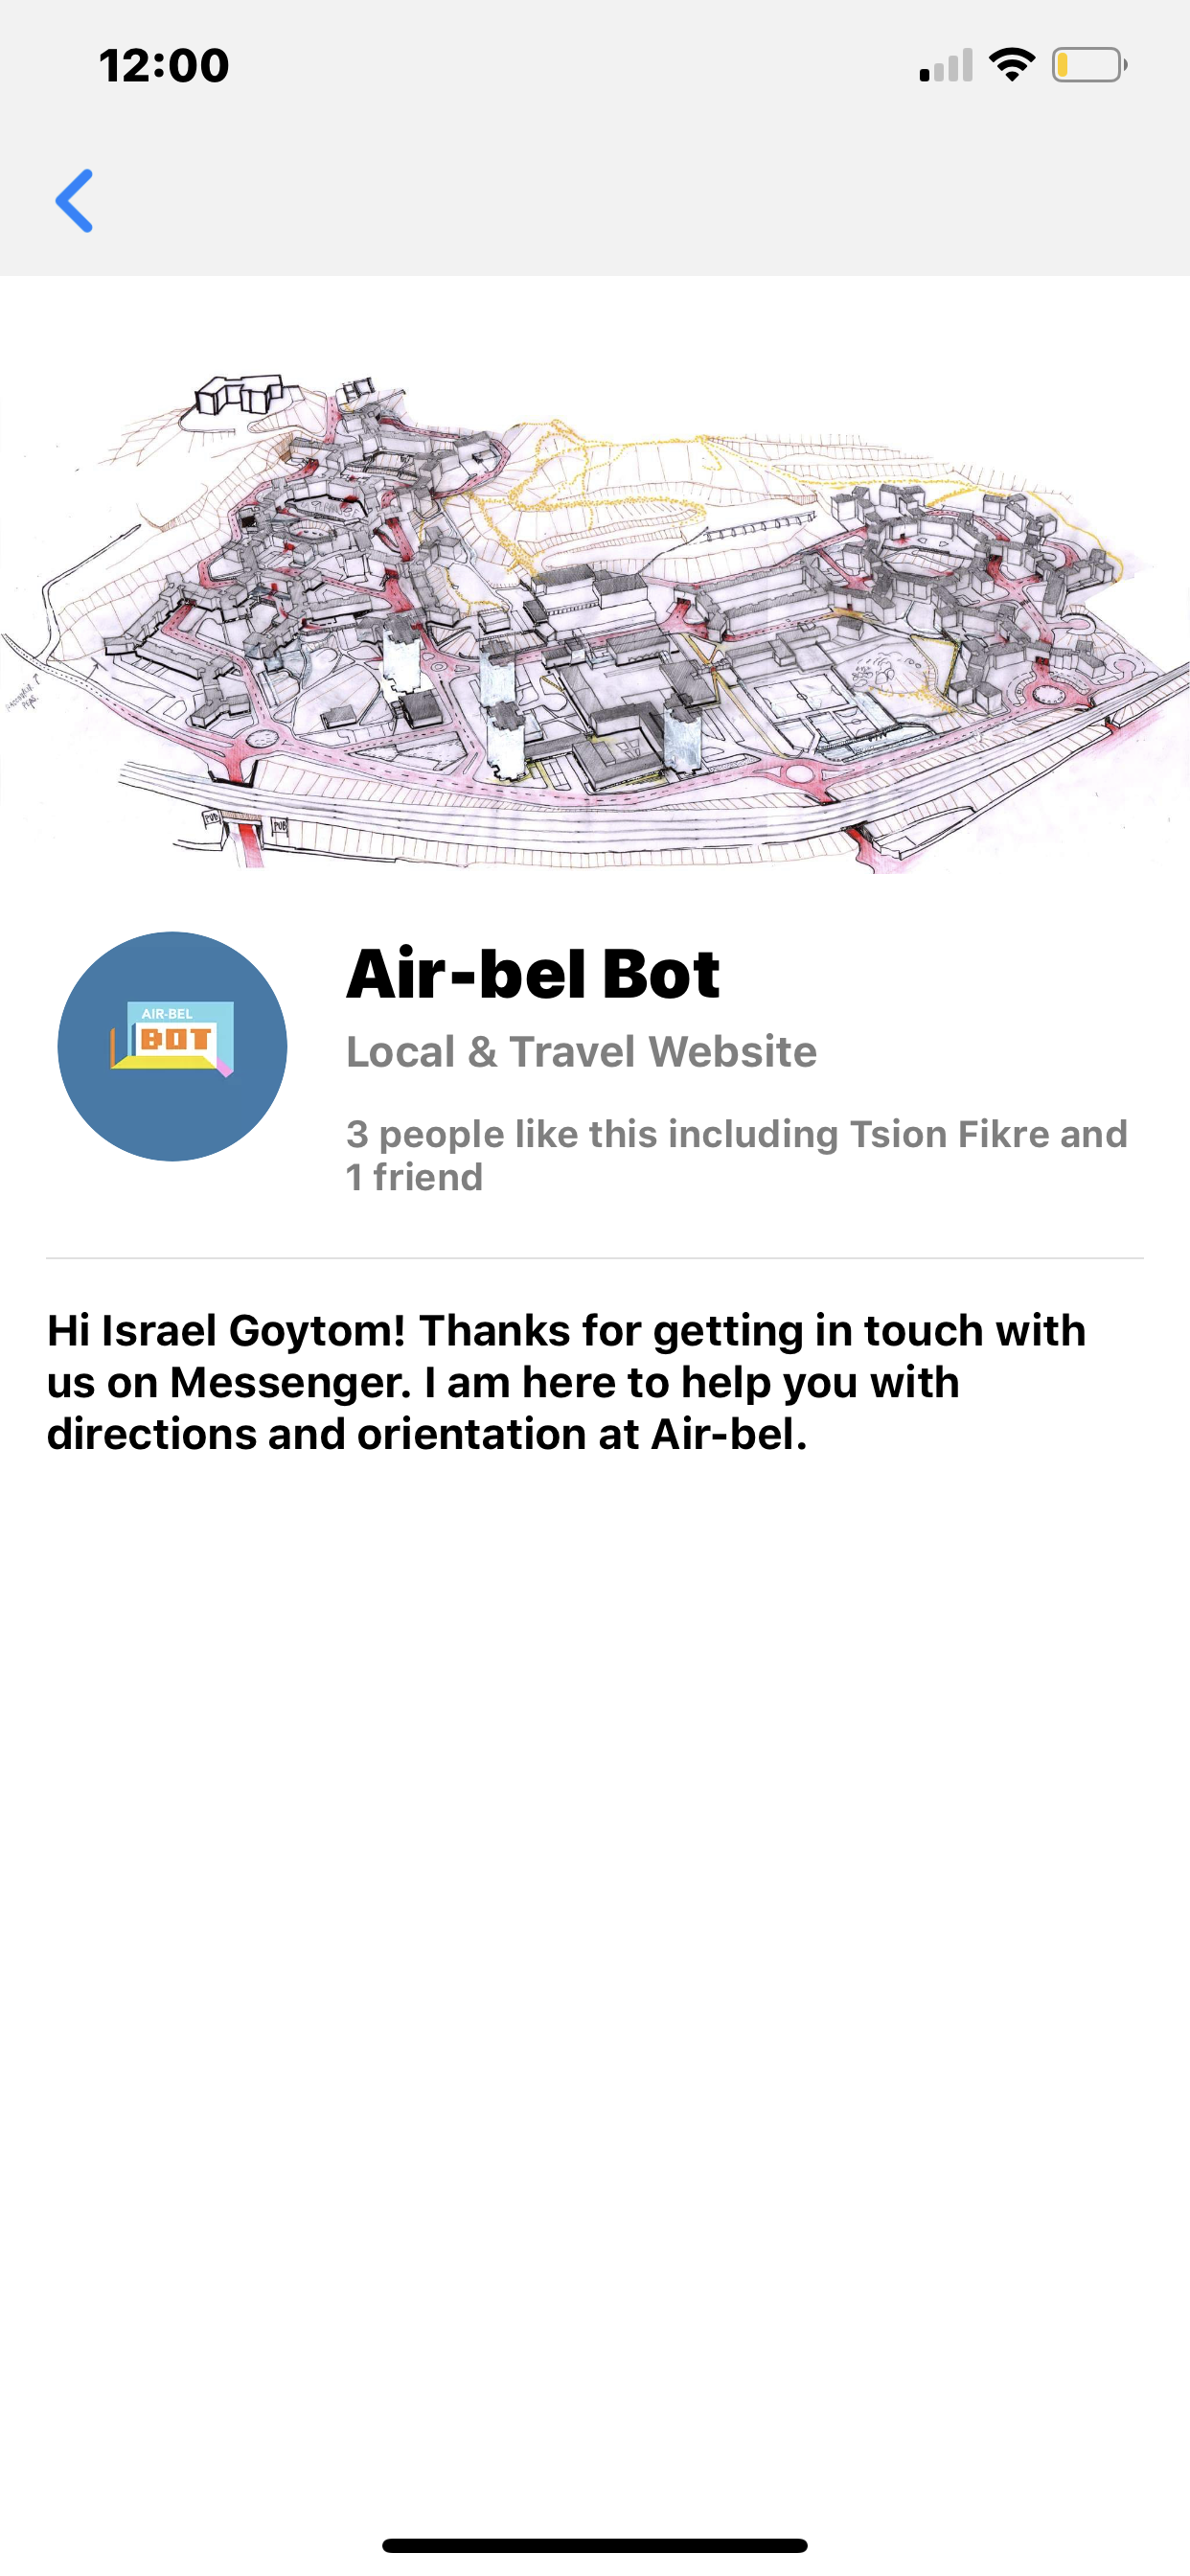 12:00
PUB
PUB
AIR-BEL
BOT
Air-bel Bot
Local & Travel Website
3 people like this including Tsion Fikre and
1 friend
Hi Israel Goytom! Thanks for getting in touch with
us on Messenger. I am here to help you with
directions and orientation at Air-bel.